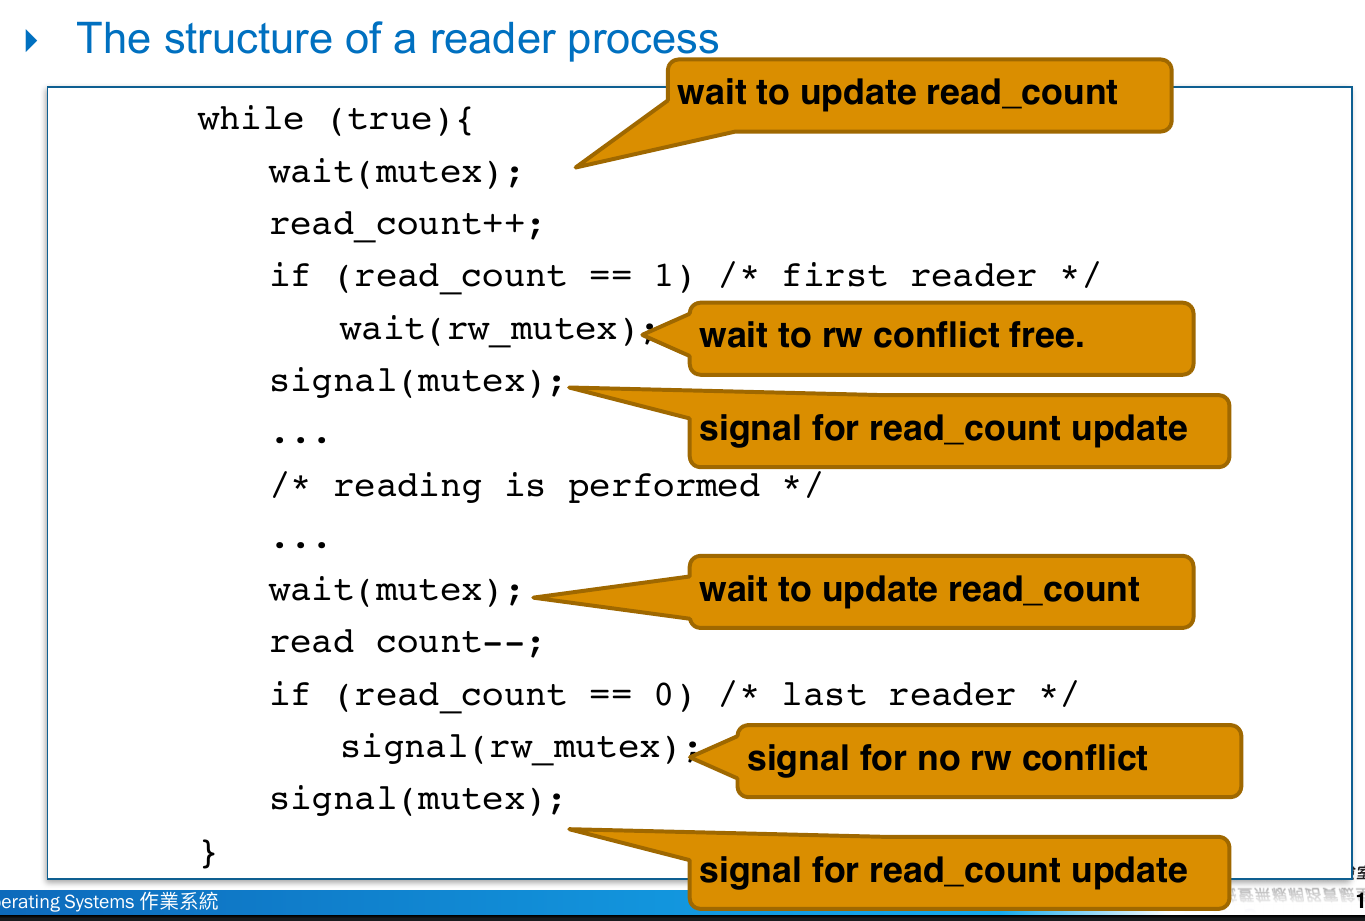 The structure of a reader process
wait to update read_count
while (true){
wait(mutex);
read_count++;
if (read_count == 1) /* first reader */
wait(rw_mutex);
wait to rw conflict free.
signal(mutex);
signal for read_count update
...
/* reading is performed */
...
wait(mutex);
wait to update read_count
read count--;
if (read_count == 0) /* last reader */
signal(rw_mutex);
signal for no rw conflict
signal(mutex);
}
signal for read_count update
erating Systems 作業系統
1